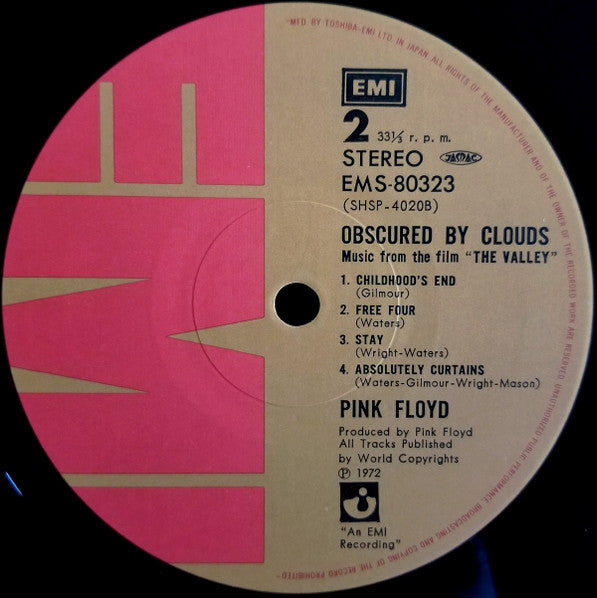 "MFD. BY TOSHIBA-EMI LTD. IN JAPAN. ALL RIGHTS OF THE MANUFACTURER AND OF THE OWNER OF THE RECORDED WORK ARE RESERVED. UNAUTHORIZED PUBLIC PERFORMANCE, BROADCASTING AND COPYING OF THE RECORD PROHIBITED"
EMI
2 33⅓ r. p. m.
STEREO JASRAC
EMS-80323
(SHSP-4020B)
OBSCURED BY CLOUDS
Music from the film "THE VALLEY"
1. CHILDHOOD'S END
(Gilmour)
2. FREE FOUR
(Waters)
3. STAY
(Wright-Waters)
4. ABSOLUTELY CURTAINS
(Waters-Gilmour-Wright-Mason)
PINK FLOYD
Produced by Pink Floyd
All Tracks Published
by World Copyrights
℗ 1972
"An EMI
Recording"